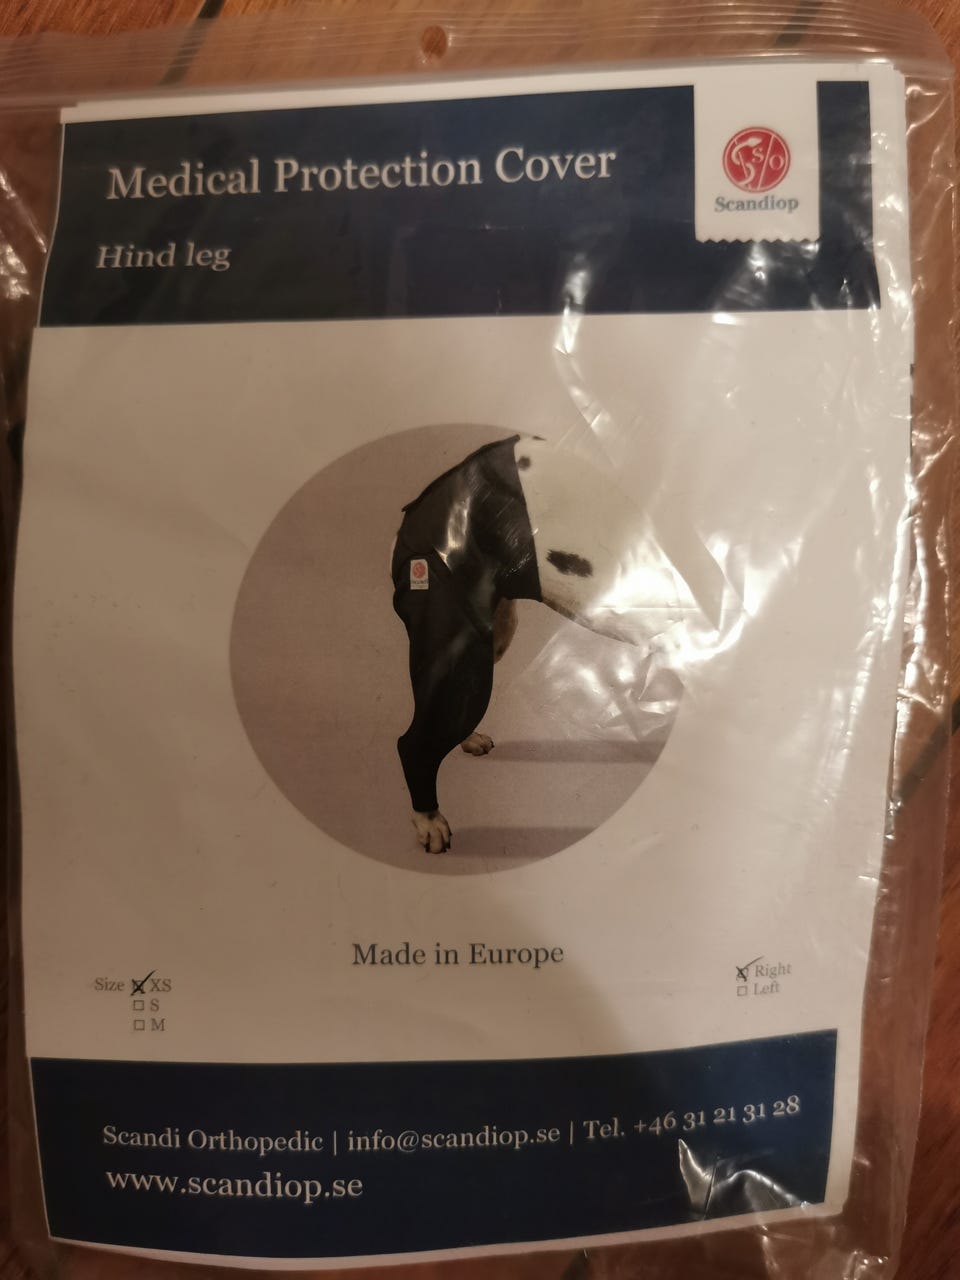 Medical Protection Cover
S S/O
Scandiop
Hind leg
Made in Europe
Size ☒ XS
☐ S
☐ M
☒ Right
☐ Left
Scandi Orthopedic | info@scandiop.se | Tel. +46 31 21 31 28
www.scandiop.se